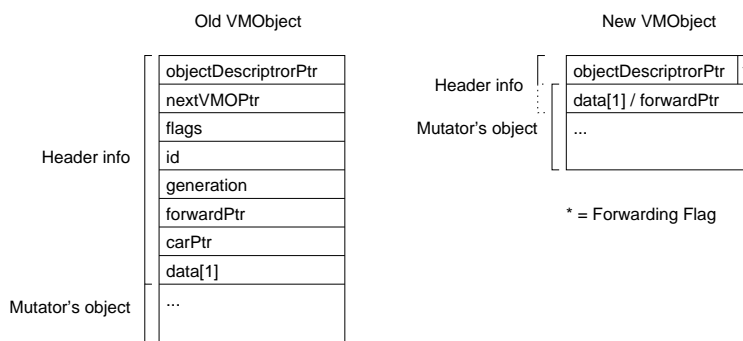 Old VMObject
objectDescriptrorPtr
nextVMOPtr
flags
Header info
id
generation
forwardPtr
carPtr
data[1]
Mutator's object
...
New VMObject
objectDescriptrorPtr
Header info
data[1] / forwardPtr
Mutator's object
...
* = Forwarding Flag